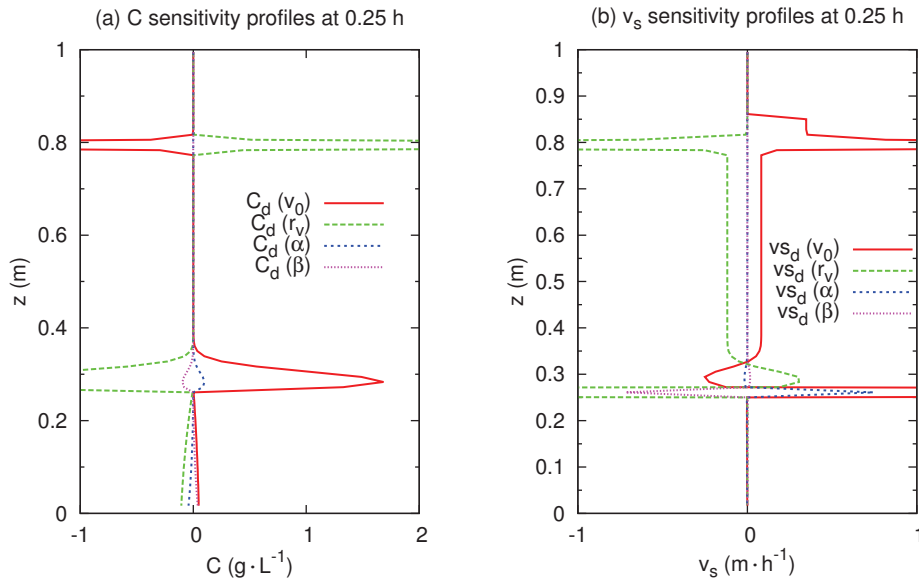 (a) C sensitivity profiles at 0.25 h
1
0.8
0.6
0.4
0.2
0
z (m)
C_d (v_0)
C_d (r_v)
C_d (α)
C_d (β)
-1 0 1 2
C (g·L^-1)
(b) v_s sensitivity profiles at 0.25 h
1
0.9
0.8
0.7
0.6
0.5
0.4
0.3
0.2
0.1
0
z (m)
vs_d (v_0)
vs_d (r_v)
vs_d (α)
vs_d (β)
-1 0 1
v_s (m·h^-1)